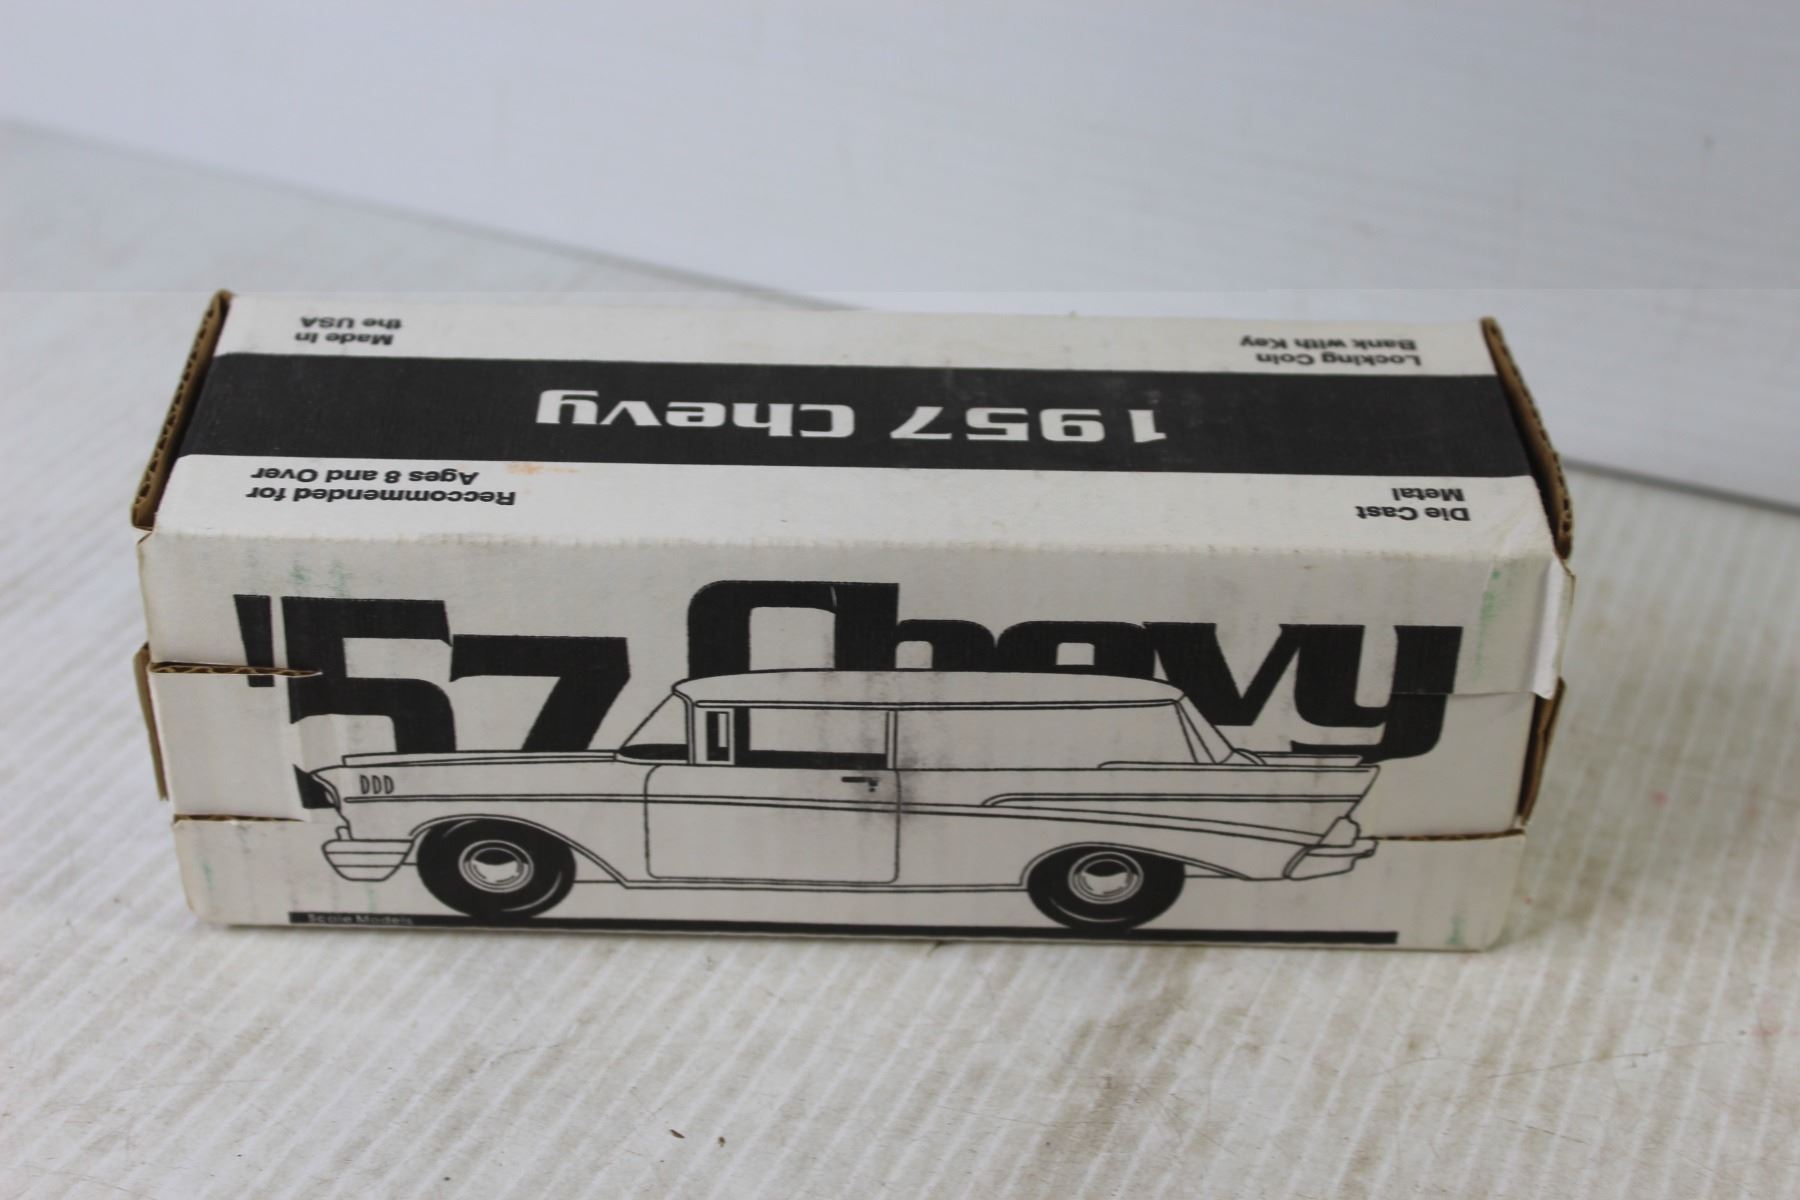 Die Cast
Metal
Reccommended for
Ages 8 and Over
1957 Chevy
Locking Coin
Bank with Key
Made in
the USA
'57 Chevy
Scale Models